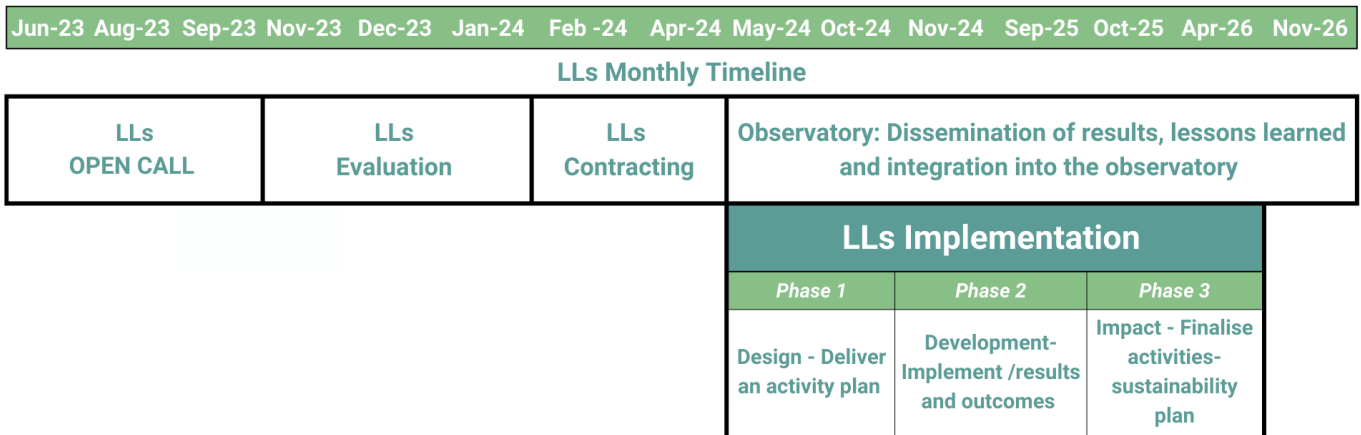 Jun-23 Aug-23 Sep-23 Nov-23 Dec-23 Jan-24 Feb -24 Apr-24 May-24 Oct-24 Nov-24 Sep-25 Oct-25 Apr-26 Nov-26
LLs Monthly Timeline
LLs
OPEN CALL
LLs
Evaluation
LLs
Contracting
Observatory: Dissemination of results, lessons learned
and integration into the observatory
LLs Implementation
Phase 1
Design - Deliver
an activity plan
Phase 2
Development-
Implement /results
and outcomes
Phase 3
Impact - Finalise
activities-
sustainability
plan